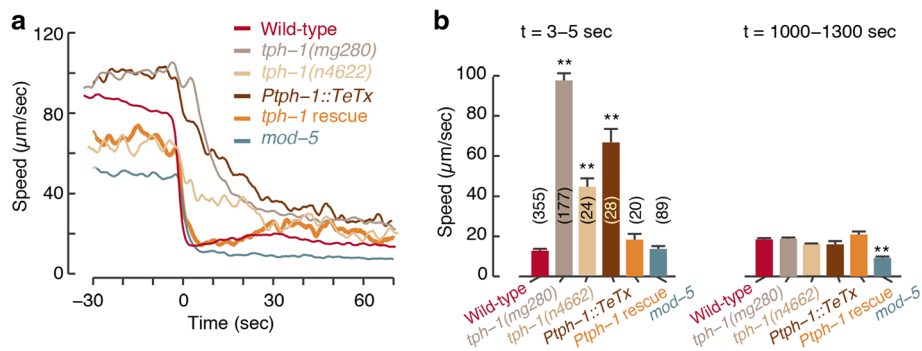 a
Speed (µm/sec)
120
80
40
0
−30
0
30
60
Time (sec)
Wild-type
tph−1(mg280)
tph−1(n4622)
Ptph−1::TeTx
tph−1 rescue
mod−5
b
t = 3−5 sec
t = 1000−1300 sec
Speed (µm/sec)
100
80
60
40
20
0
(355)
(177)
(24)
(28)
(20)
(89)
**
**
**
**
Wild-type
tph−1(mg280)
tph−1(n4662)
Ptph−1::TeTx
Ptph−1 rescue
mod−5
Wild-type
tph−1(mg280)
tph−1(n4622)
Ptph−1::TeTx
Ptph−1 rescue
mod−5